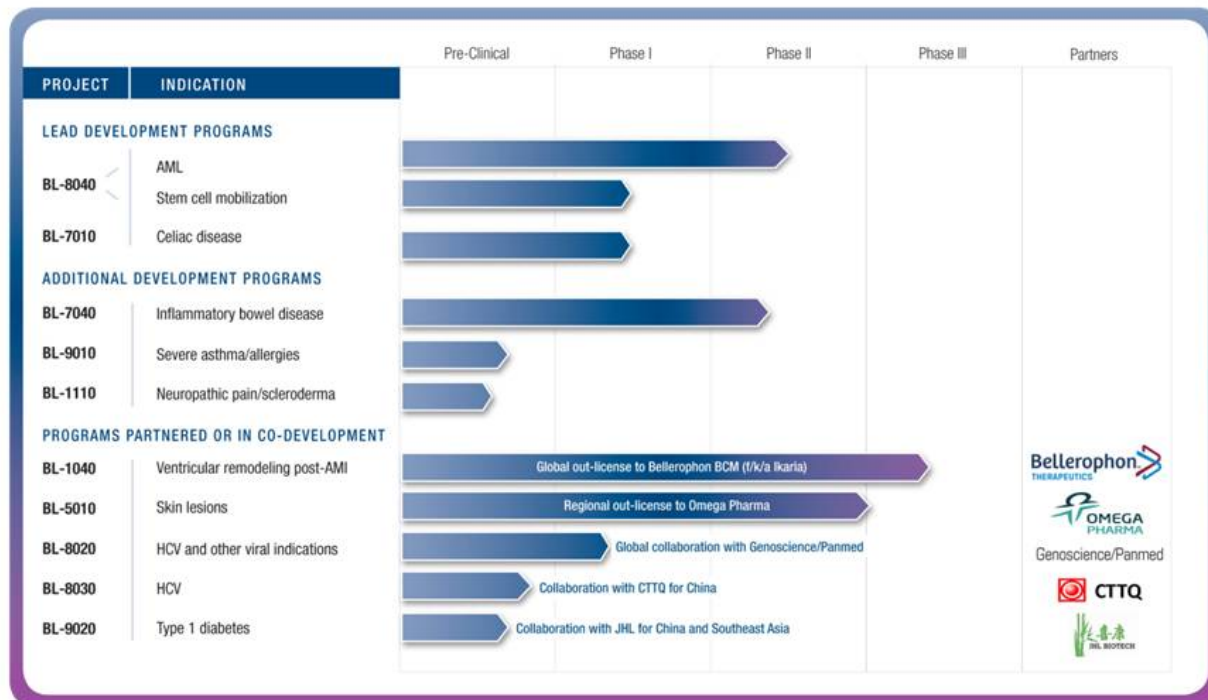 Pre-Clinical Phase I Phase II Phase III Partners
PROJECT INDICATION
LEAD DEVELOPMENT PROGRAMS
BL-8040 AML
Stem cell mobilization
BL-7010 Celiac disease
ADDITIONAL DEVELOPMENT PROGRAMS
BL-7040 Inflammatory bowel disease
BL-9010 Severe asthma/allergies
BL-1110 Neuropathic pain/scleroderma
PROGRAMS PARTNERED OR IN CO-DEVELOPMENT
BL-1040 Ventricular remodeling post-AMI Global out-license to Bellerophon BCM (f/k/a Ikaria) Bellerophon
THERAPEUTICS
BL-5010 Skin lesions Regional out-license to Omega Pharma OMEGA
PHARMA
BL-8020 HCV and other viral indications Global collaboration with Genoscience/Panmed Genoscience/Panmed
BL-8030 HCV Collaboration with CTTQ for China CTTQ
BL-9020 Type 1 diabetes Collaboration with JHL for China and Southeast Asia 喜康
JHL BIOTECH